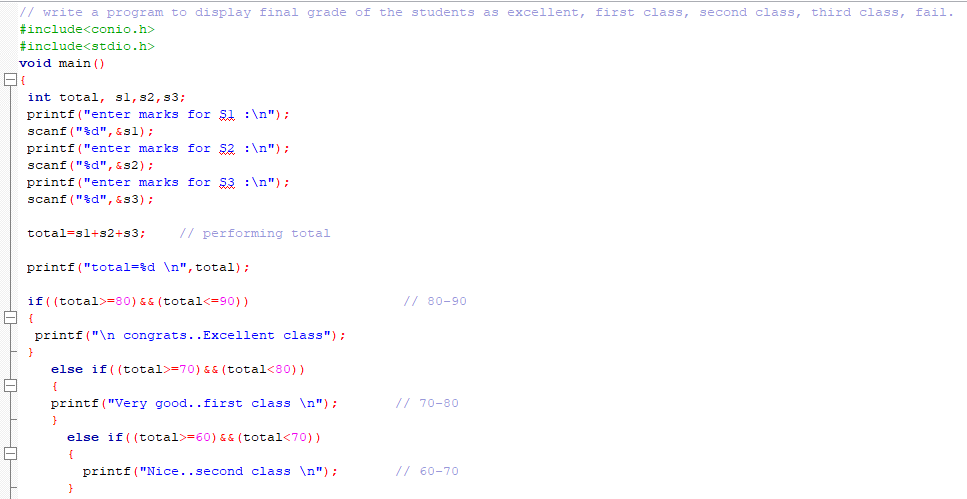 // write a program to display final grade of the students as excellent, first class, second class, third class, fail.
#include<conio.h>
#include<stdio.h>
void main()
{
int total, s1,s2,s3;
printf("enter marks for S1 :\n");
scanf("%d",&s1);
printf("enter marks for S2 :\n");
scanf("%d",&s2);
printf("enter marks for S3 :\n");
scanf("%d",&s3);
total=s1+s2+s3;    // performing total
printf("total=%d \n",total);
if((total>=80)&&(total<=90))    // 80-90
{
printf("\n congrats..Excellent class");
}
else if((total>=70)&&(total<80))
{
printf("Very good..first class \n");    // 70-80
}
else if((total>=60)&&(total<70))
{
printf("Nice..second class \n");    // 60-70
}